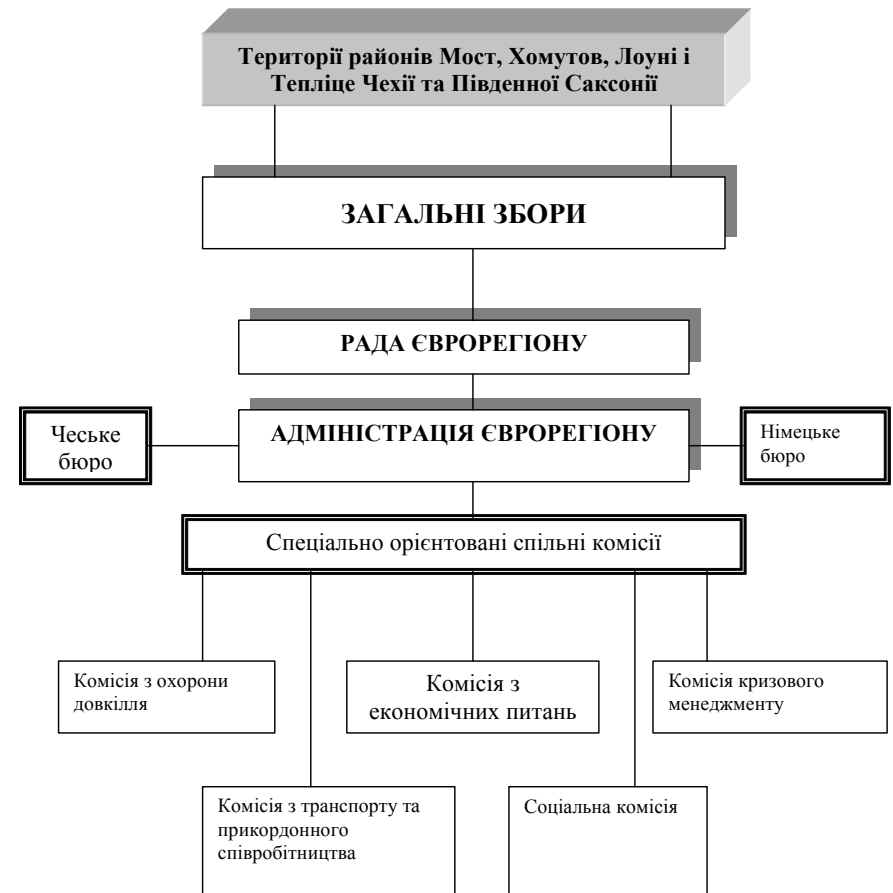 Території районів Мост, Хомутов, Лоуні і
Тепліце Чехії та Південної Саксонії
ЗАГАЛЬНІ ЗБОРИ
РАДА ЄВРОРЕГІОНУ
Чеське
бюро
АДМІНІСТРАЦІЯ ЄВРОРЕГІОНУ
Німецьке
бюро
Спеціально орієнтовані спільні комісії
Комісія з охорони
довкілля
Комісія з
економічних питань
Комісія кризового
менеджменту
Комісія з транспорту та
прикордонного
співробітництва
Соціальна комісія